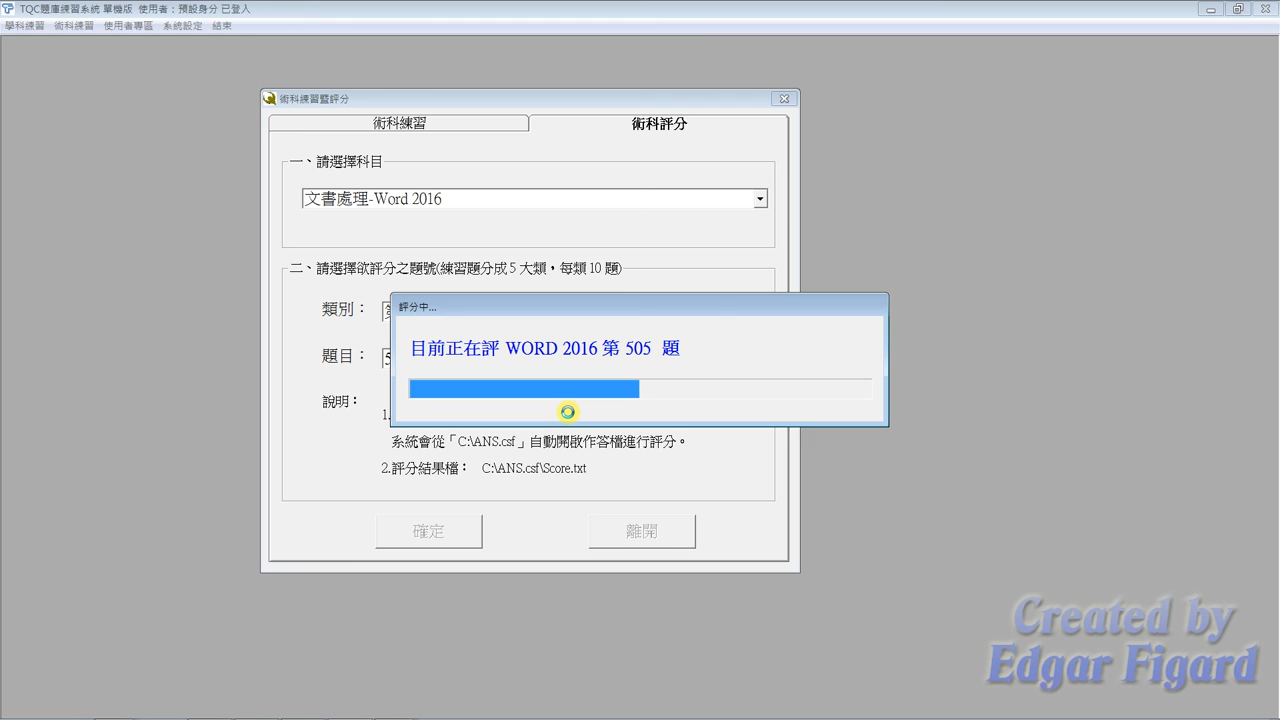 TQC題庫練習系統 單機版 使用者：預設身分 已登入
學科練習 術科練習 使用者專區 系統設定 結束
術科練習暨評分
術科練習 術科評分
一、請選擇科目
文書處理-Word 2016
二、請選擇欲評分之題號(練習題分成 5 大類，每類 10 題)
類別：
評分中...
目前正在評 WORD 2016 第 505 題
題目： 5
說明：
1.
系統會從「C:\ANS.csf」自動開啟作答檔進行評分。
2.評分結果檔： C:\ANS.csf\Score.txt
確定 離開
Created by
Edgar Figard